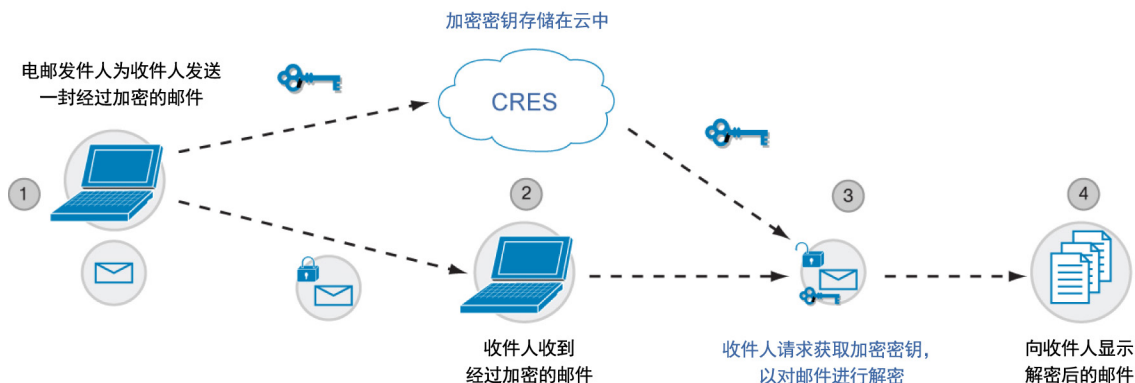 加密密钥存储在云中
电邮发件人为收件人发送
一封经过加密的邮件
CRES
1
2
3
4
收件人收到
经过加密的邮件
收件人请求获取加密密钥，
以对邮件进行解密
向收件人显示
解密后的邮件